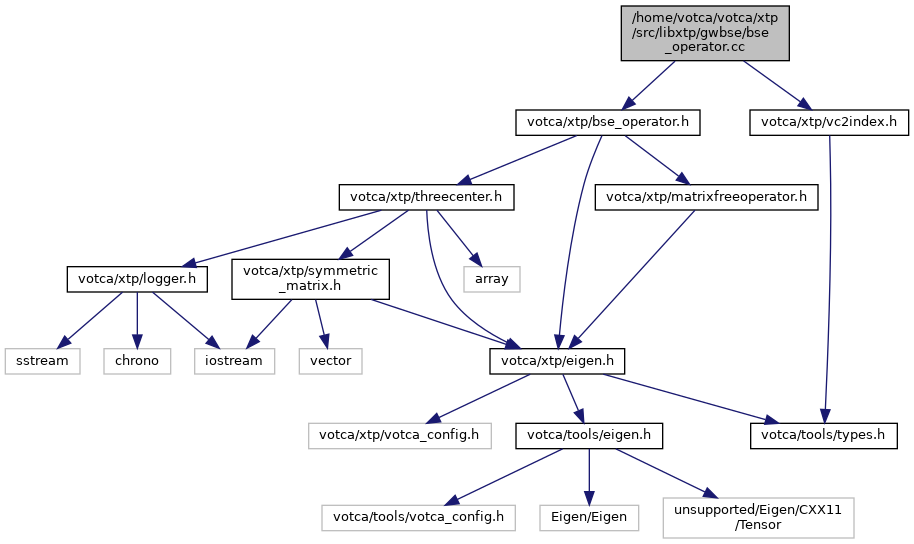 /home/votca/votca/xtp
/src/libxtp/gwbse/bse
_operator.cc
votca/xtp/bse_operator.h
votca/xtp/vc2index.h
votca/xtp/threecenter.h
votca/xtp/matrixfreeoperator.h
votca/xtp/logger.h
votca/xtp/symmetric
_matrix.h
array
sstream
chrono
iostream
vector
votca/xtp/eigen.h
votca/xtp/votca_config.h
votca/tools/eigen.h
votca/tools/types.h
votca/tools/votca_config.h
Eigen/Eigen
unsupported/Eigen/CXX11
/Tensor